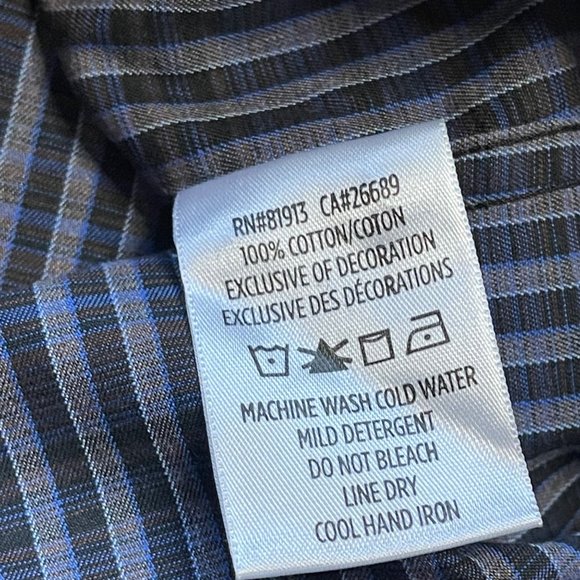 RN#81913 CA#26689
100% COTTON/COTON
EXCLUSIVE OF DECORATION
EXCLUSIVE DES DÉCORATIONS
MACHINE WASH COLD WATER
MILD DETERGENT
DO NOT BLEACH
LINE DRY
COOL HAND IRON